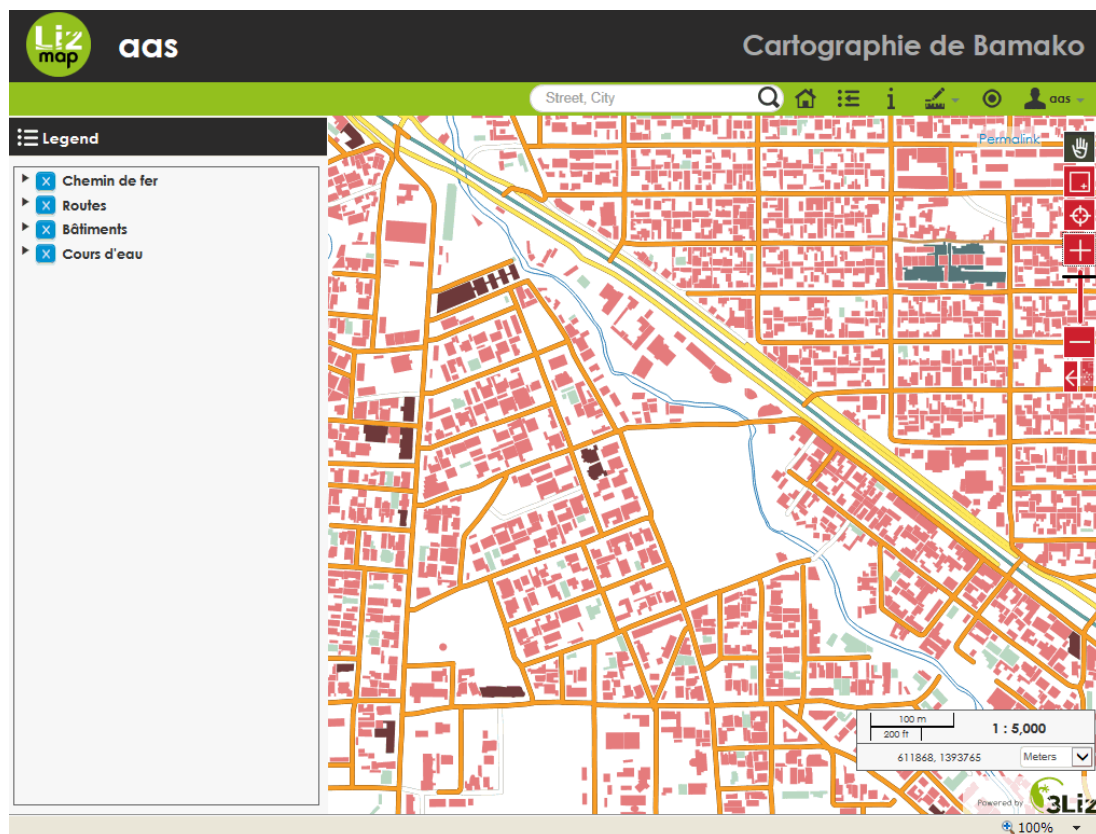 Liz
map
aas
Cartographie de Bamako
Street, City
aas
Legend
Permalink
Chemin de fer
Routes
Bâtiments
Cours d'eau
100 m
200 ft
1 : 5,000
611868, 1393765
Meters
Powered by
3Liz
100%